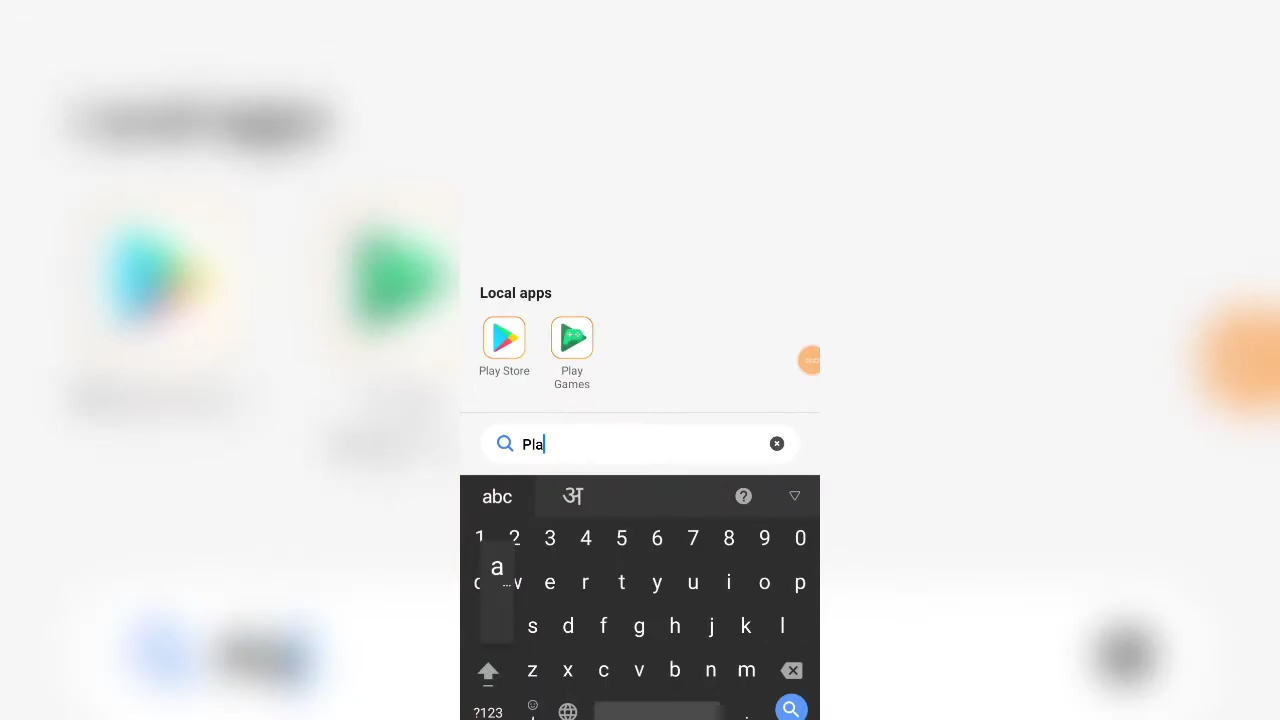 Local apps
Play Store
Play
Games
Pla
abc अ ?
1 2 3 4 5 6 7 8 9 0
a
w e r t y u i o p
s d f g h j k l
z x c v b n m
?123